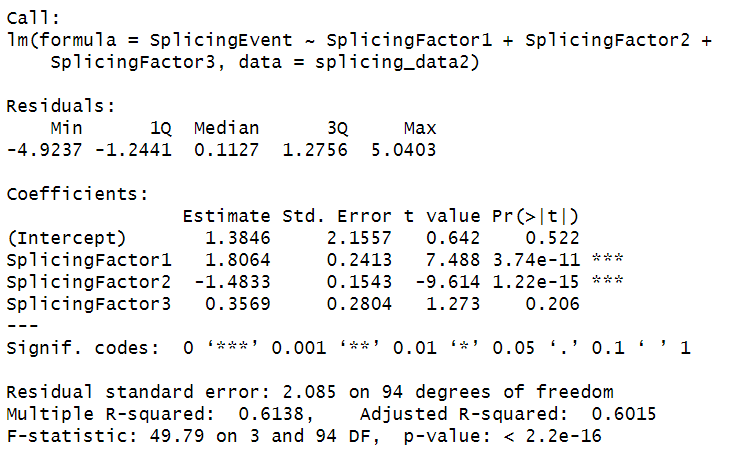 Call:
lm(formula = SplicingEvent ~ SplicingFactor1 + SplicingFactor2 +
    SplicingFactor3, data = splicing_data2)

Residuals:
    Min      1Q  Median      3Q     Max
-4.9237 -1.2441  0.1127  1.2756  5.0403

Coefficients:
                Estimate Std. Error t value Pr(>|t|)
(Intercept)       1.3846     2.1557   0.642    0.522
SplicingFactor1   1.8064     0.2413   7.488 3.74e-11 ***
SplicingFactor2  -1.4833     0.1543  -9.614 1.22e-15 ***
SplicingFactor3   0.3569     0.2804   1.273    0.206
---
Signif. codes:  0 ‘***’ 0.001 ‘**’ 0.01 ‘*’ 0.05 ‘.’ 0.1 ‘ ’ 1

Residual standard error: 2.085 on 94 degrees of freedom
Multiple R-squared:  0.6138,    Adjusted R-squared:  0.6015
F-statistic: 49.79 on 3 and 94 DF,  p-value: < 2.2e-16